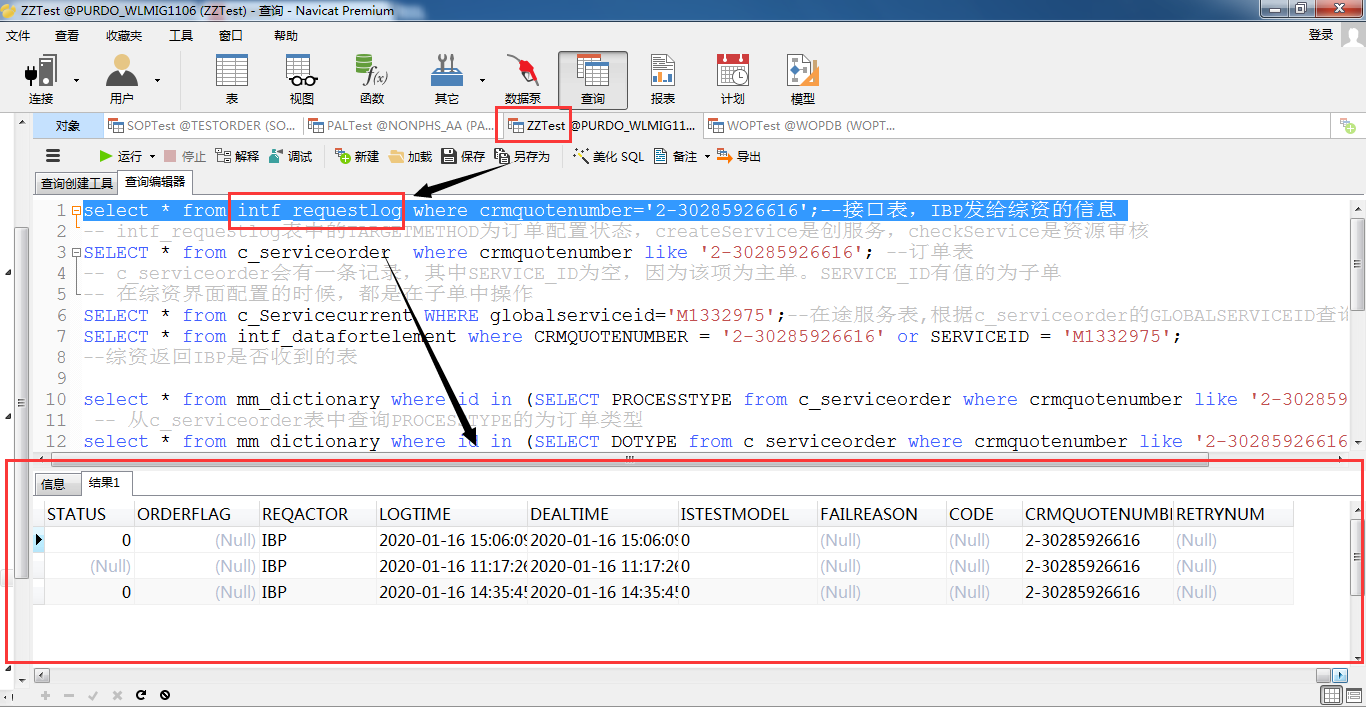 ZZTest @PURDO_WLMIG1106 (ZZTest) - 查询 - Navicat Premium
文件 查看 收藏夹 工具 窗口 帮助 登录
连接 用户 表 视图 函数 其它 数据泵 查询 报表 计划 模型
对象 SOPTest @TESTORDER (SO... PALTest @NONPHS_AA (PA... ZZTest @PURDO_WLMIG11... WOPTest @WOPDB (WOPT...
运行 停止 解释 调试 新建 加载 保存 另存为 美化 SQL 备注 导出
查询创建工具 查询编辑器
1 select * from intf_requestlog where crmquotenumber='2-30285926616';--接口表，IBP发给综资的信息
2 -- intf_requestlog表中的TARGETMETHOD为订单配置状态，createService是创服务，checkService是资源审核
3 SELECT * from c_serviceorder where crmquotenumber like '2-30285926616'; --订单表
4 -- c_serviceorder会有一条记录，其中SERVICE_ID为空，因为该项为主单。SERVICE_ID有值的为子单
5 -- 在综资界面配置的时候，都是在子单中操作
6 SELECT * from c_Servicecurrent WHERE globalserviceid='M1332975';--在途服务表,根据c_serviceorder的GLOBALSERVICEID查询
7 SELECT * from intf_datafortelement where CRMQUOTENUMBER = '2-30285926616' or SERVICEID = 'M1332975';
8 --综资返回IBP是否收到的表
9
10 select * from mm_dictionary where id in (SELECT PROCESSTYPE from c_serviceorder where crmquotenumber like '2-302859
11 -- 从c_serviceorder表中查询PROCESSTYPE的为订单类型
12 select * from mm_dictionary where id in (SELECT DOTYPE from c_serviceorder where crmquotenumber like '2-30285926616
信息 结果1
STATUS ORDERFLAG REQACTOR LOGTIME DEALTIME ISTESTMODEL FAILREASON CODE CRMQUOTENUMBE RETRYNUM
0 (Null) IBP 2020-01-16 15:06:09 2020-01-16 15:06:09 0 (Null) (Null) 2-30285926616 (Null)
(Null) (Null) IBP 2020-01-16 11:17:26 2020-01-16 11:17:26 0 (Null) (Null) 2-30285926616 (Null)
0 (Null) IBP 2020-01-16 14:35:45 2020-01-16 14:35:45 0 (Null) (Null) 2-30285926616 (Null)